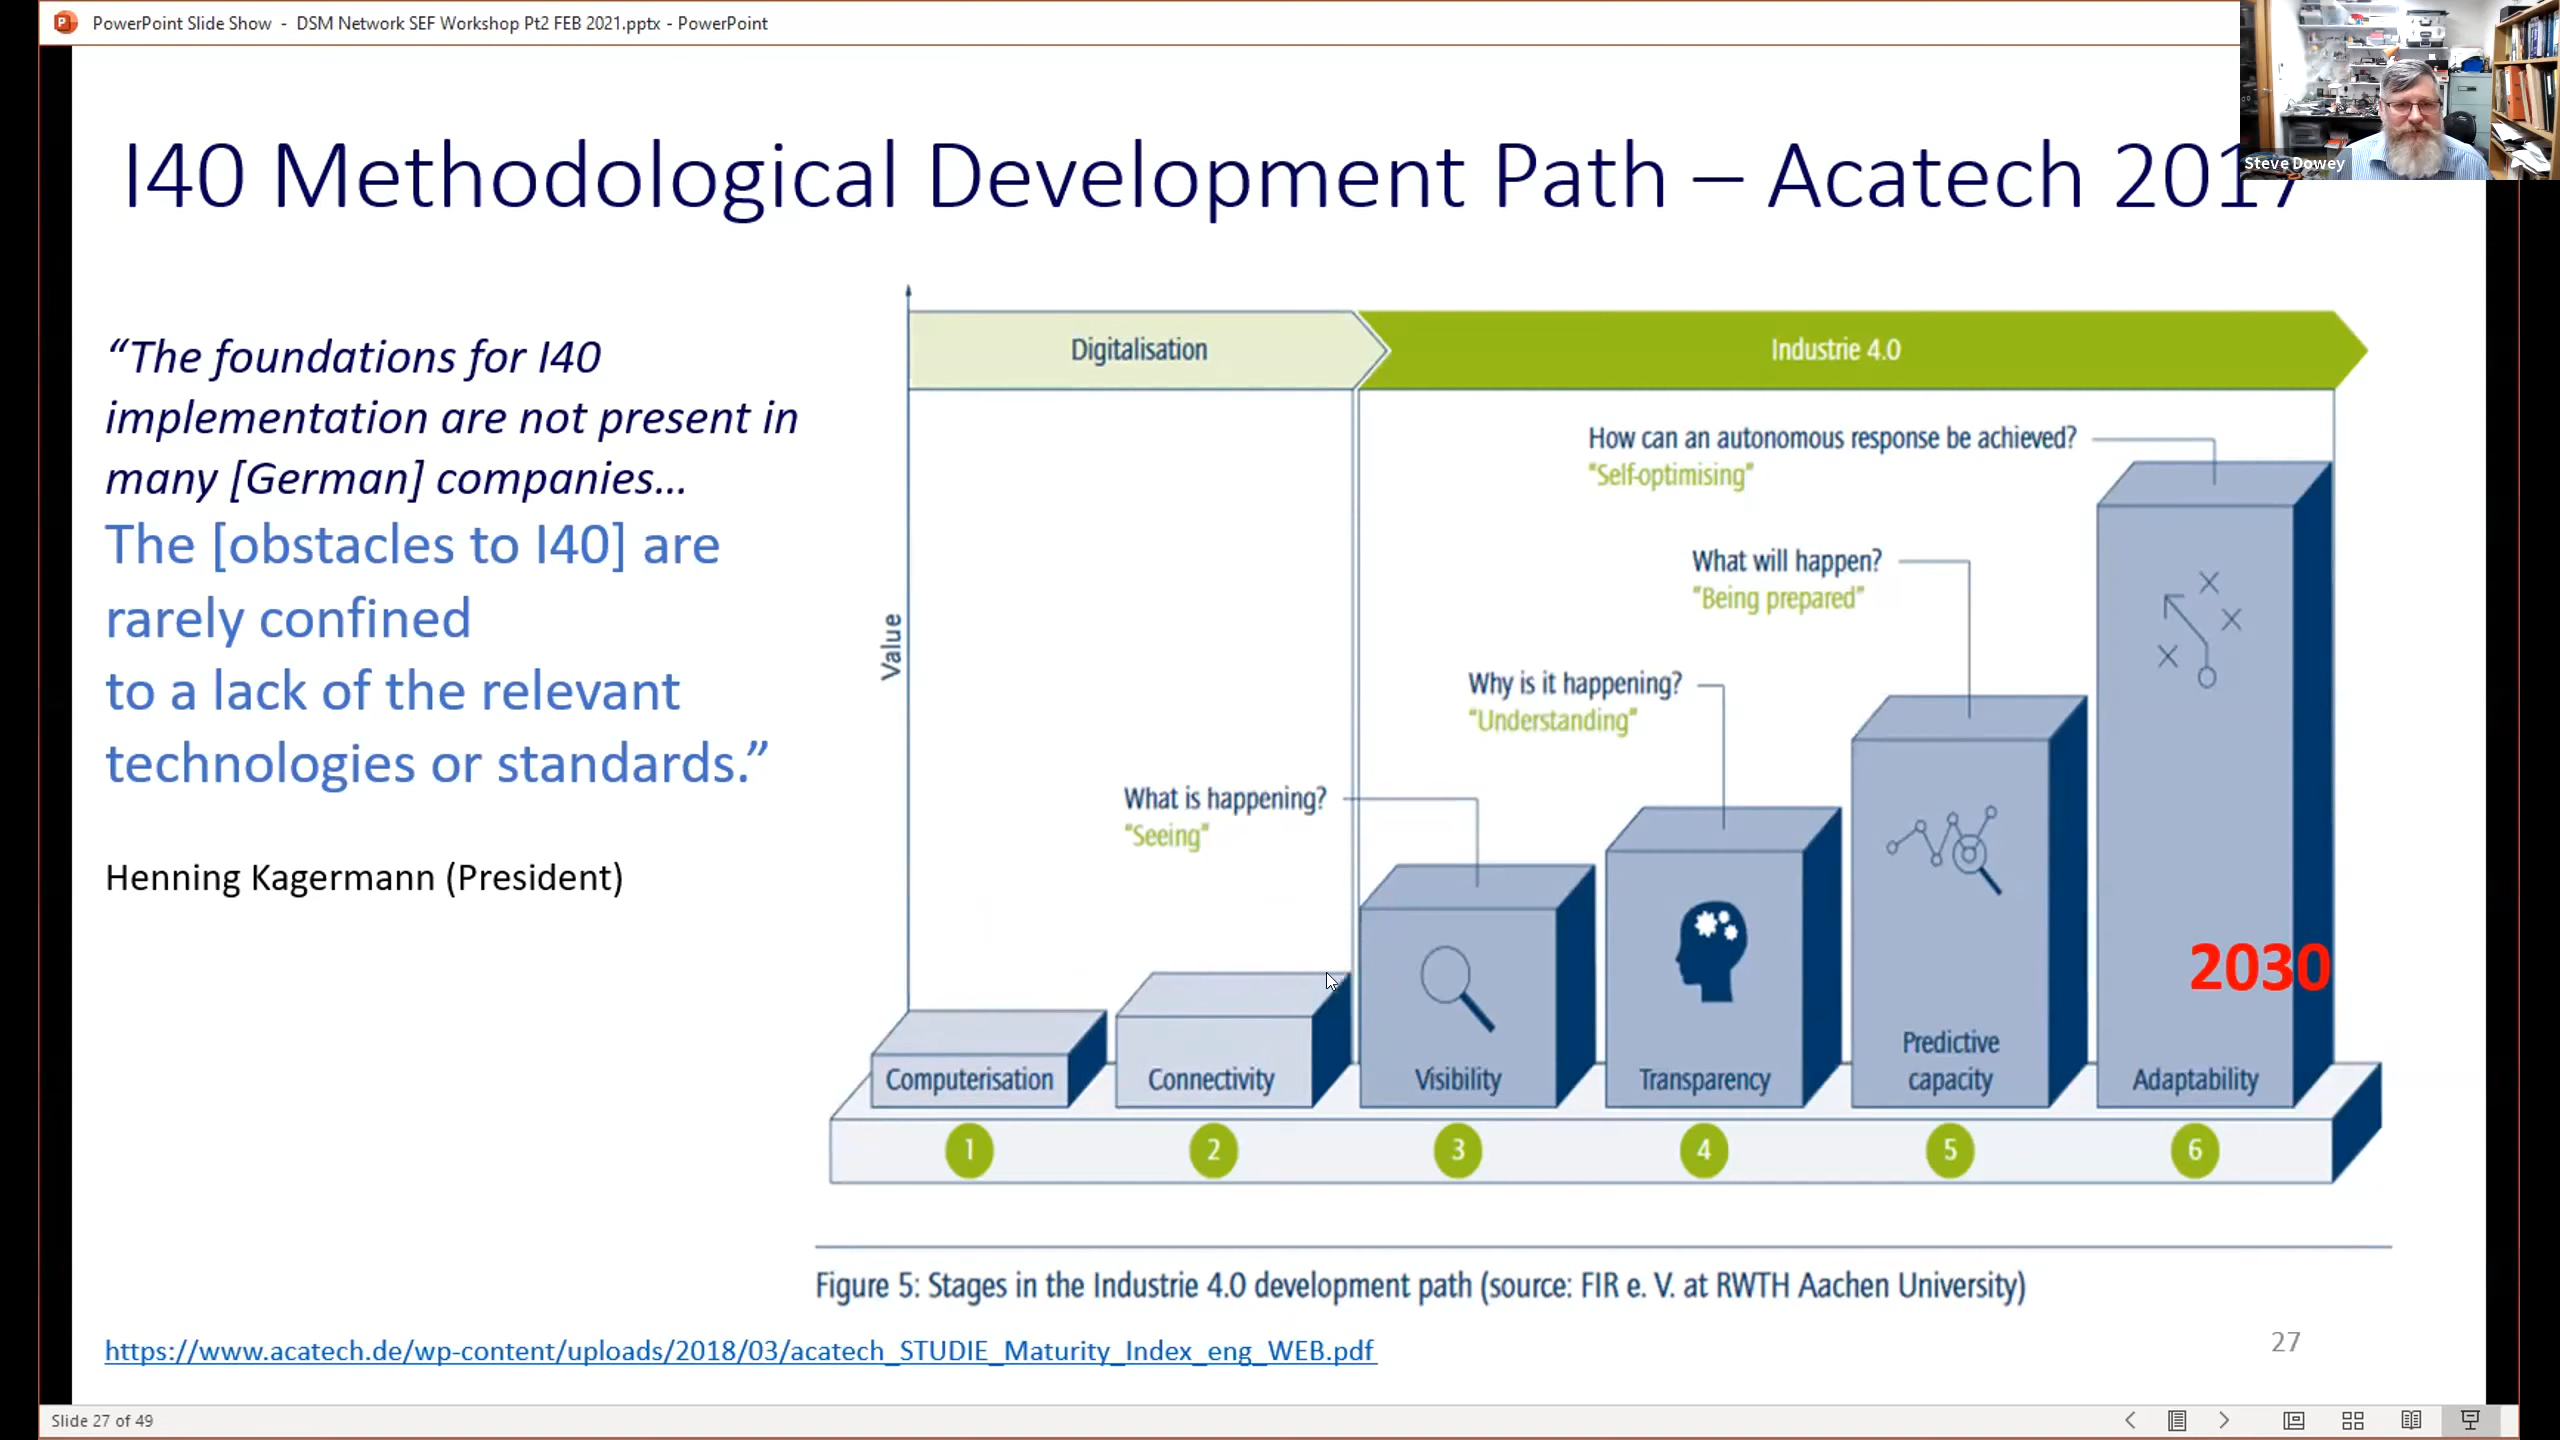 PowerPoint Slide Show - DSM Network SEF Workshop Pt2 FEB 2021.pptx - PowerPoint
Steve Dowey
I40 Methodological Development Path – Acatech 2017
“The foundations for I40
implementation are not present in
many [German] companies…
The [obstacles to I40] are
rarely confined
to a lack of the relevant
technologies or standards.”
Henning Kagermann (President)
Digitalisation
Industrie 4.0
Value
How can an autonomous response be achieved?
“Self-optimising”
What will happen?
“Being prepared”
Why is it happening?
“Understanding”
What is happening?
“Seeing”
2030
Computerisation
Connectivity
Visibility
Transparency
Predictive
capacity
Adaptability
1
2
3
4
5
6
Figure 5: Stages in the Industrie 4.0 development path (source: FIR e. V. at RWTH Aachen University)
https://www.acatech.de/wp-content/uploads/2018/03/acatech_STUDIE_Maturity_Index_eng_WEB.pdf
27
Slide 27 of 49